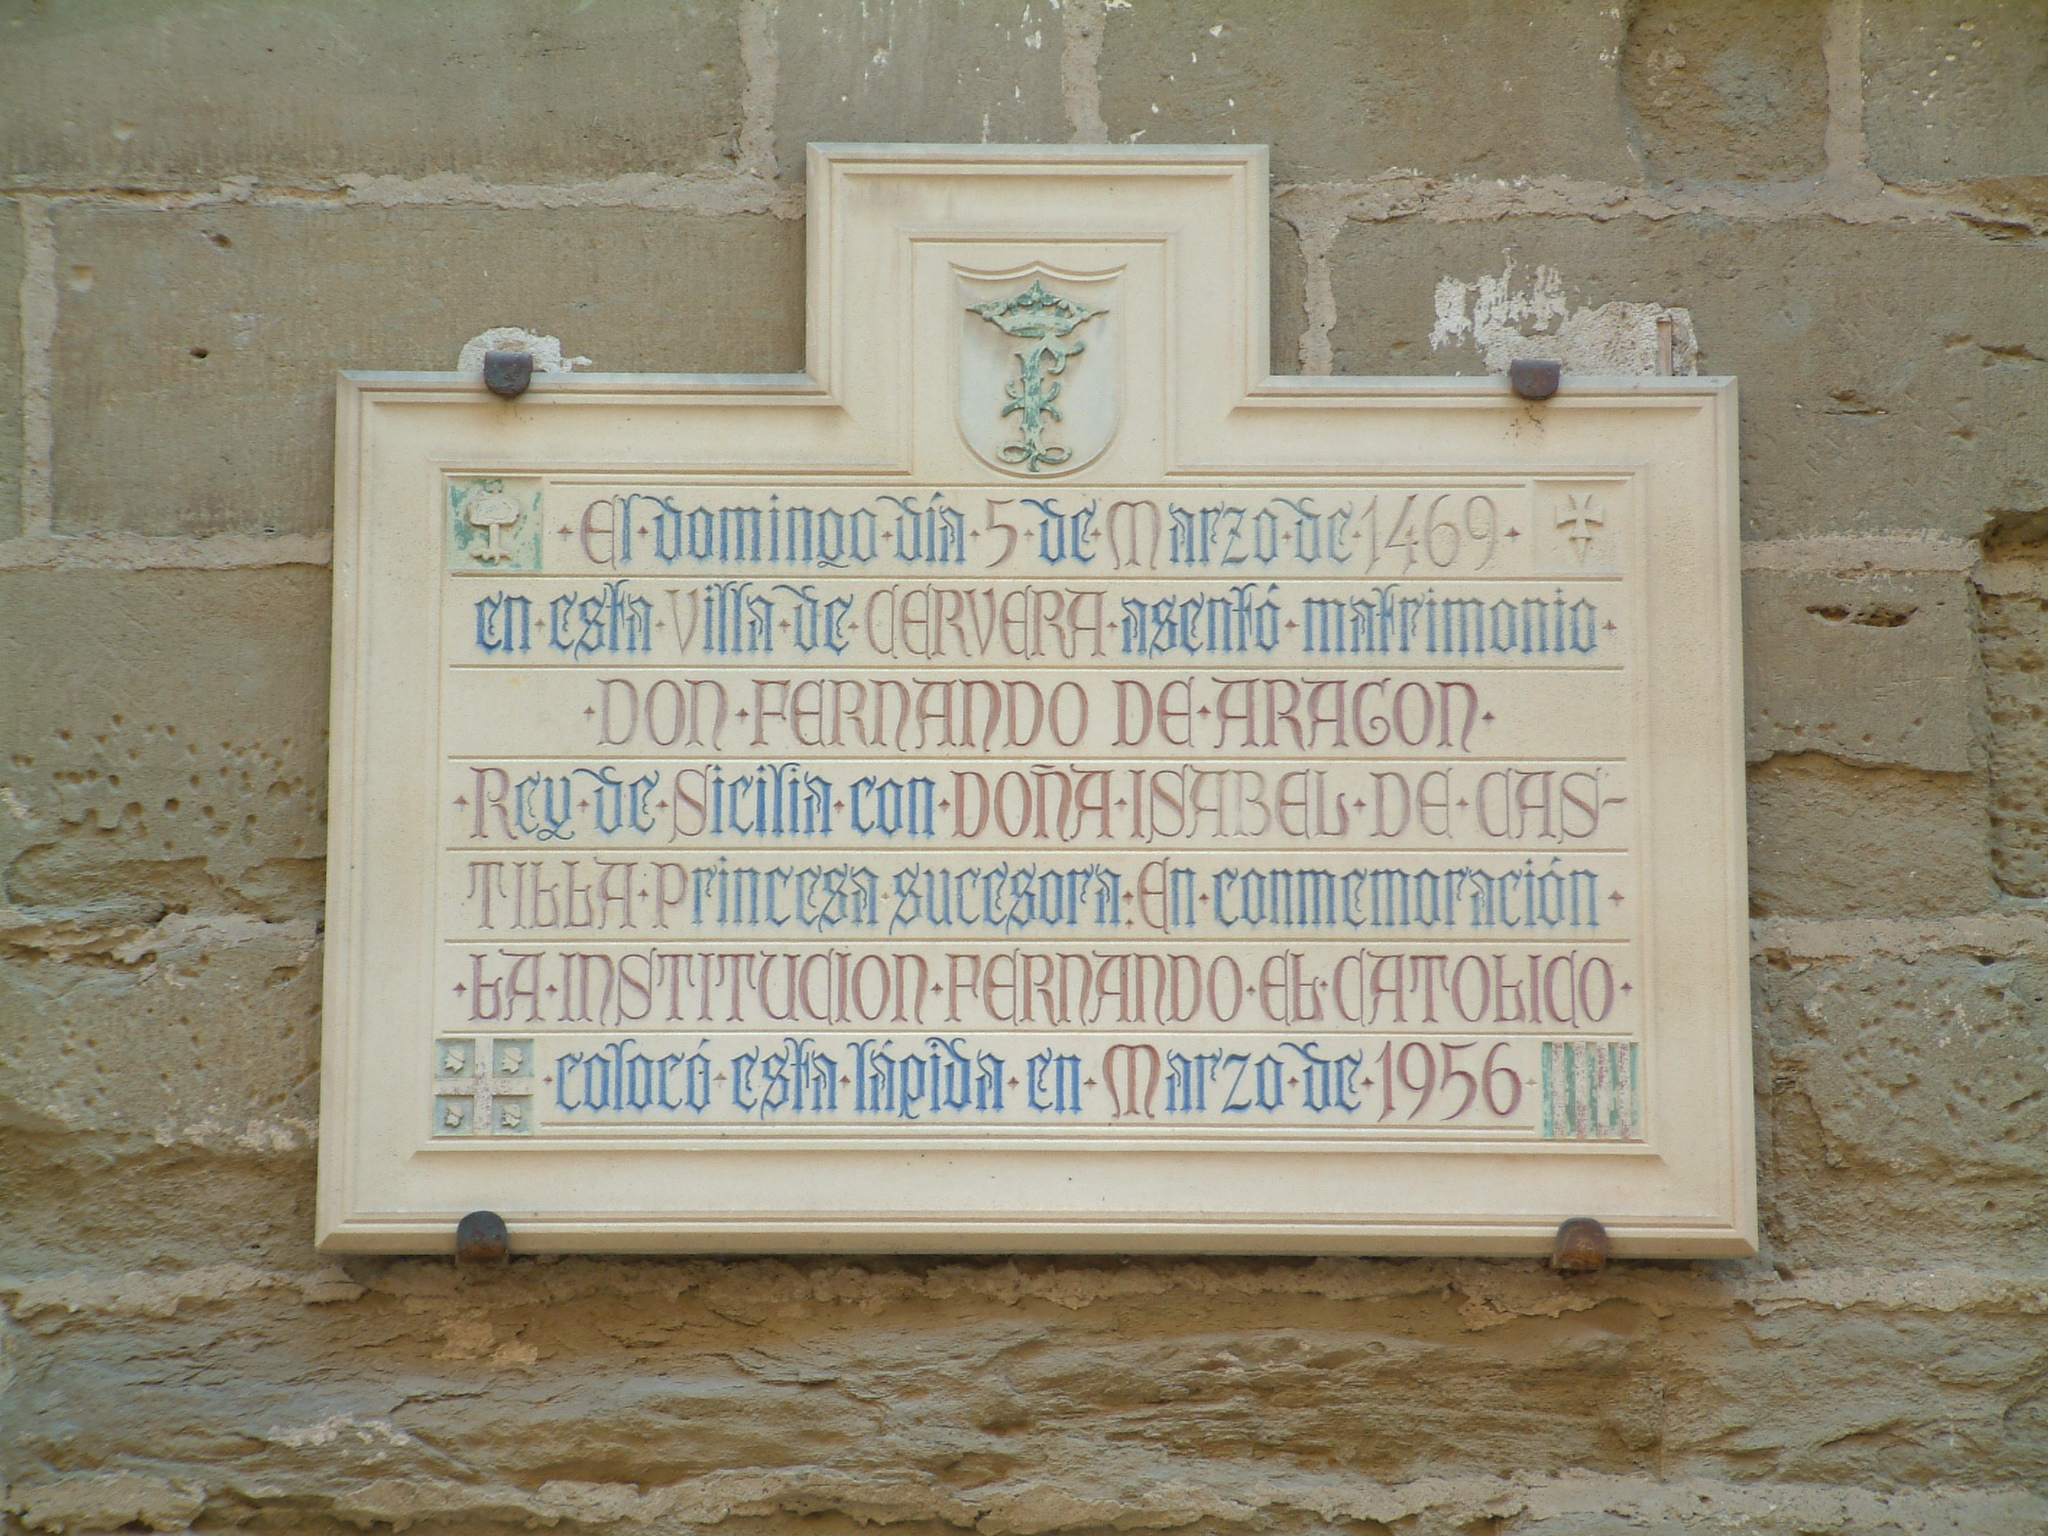 F
El·domingo·día·5·de·Marzo·de·1469·
en·esta·Villa·de·CERVERA·asentó·matrimonio·
·DON·FERNANDO DE·ARAGON·
·Rey·de·Sicilia·con·DOÑA·ISABEL·DE·CAS-
TILLA·Princesa·sucesora:En·conmemoración·
·LA·INSTITUCION·FERNANDO·EL·CATOLICO·
·colocó·esta·lápida·en·Marzo·de·1956·